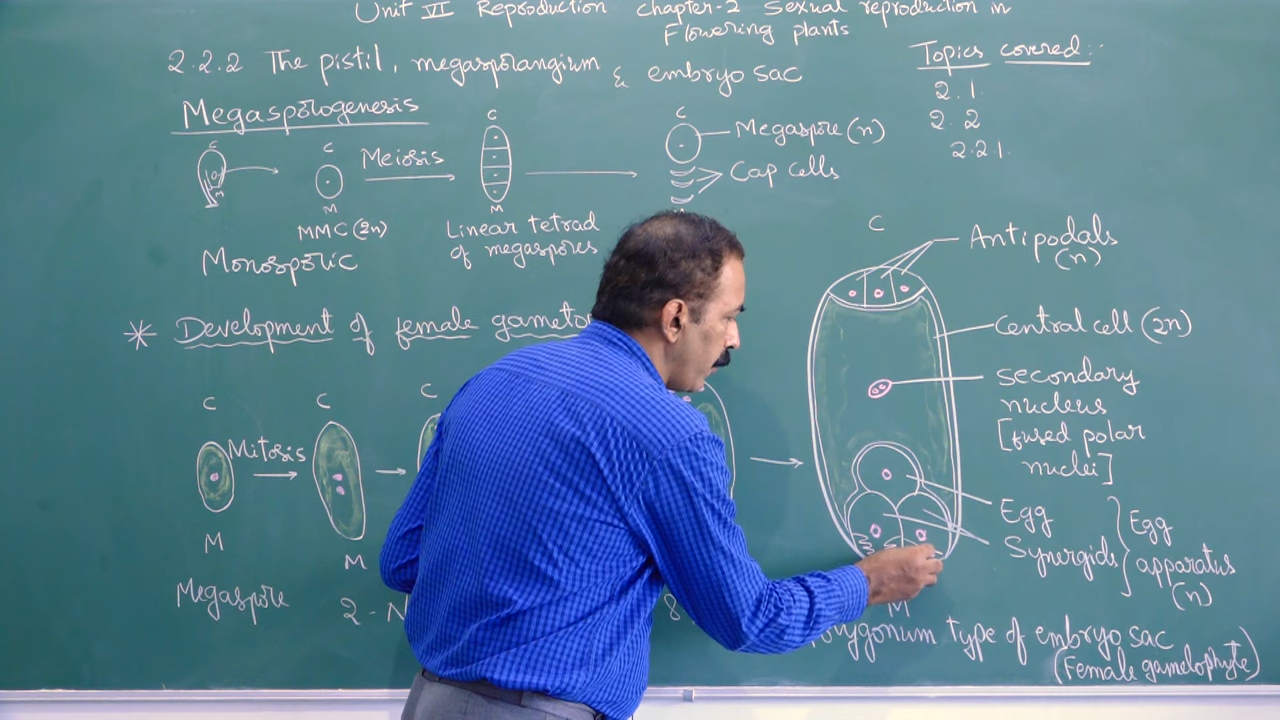 Unit VI Reproduction chapter-2 Sexual reproduction in
Flowering plants
2.2.2 The pistil, megasporangium & embryo sac
Topics covered:-
2.1.
2.2
2.2.1.
Megasporogenesis
C
C
C
C
Meiosis
Megaspore (n)
Cap cells
M
M
M
MMC (2n)
Linear tetrad
of megaspores
Monosporic
* Development of female
C
Antipodals
(n)
Central cell (2n)
secondary
nucleus
[fused polar
nuclei]
Egg
Synergids
Egg
apparatus
(n)
C
C
C
Mitosis
M
M
M
Megaspore
2-
8
type of embryo sac
(Female gametophyte)